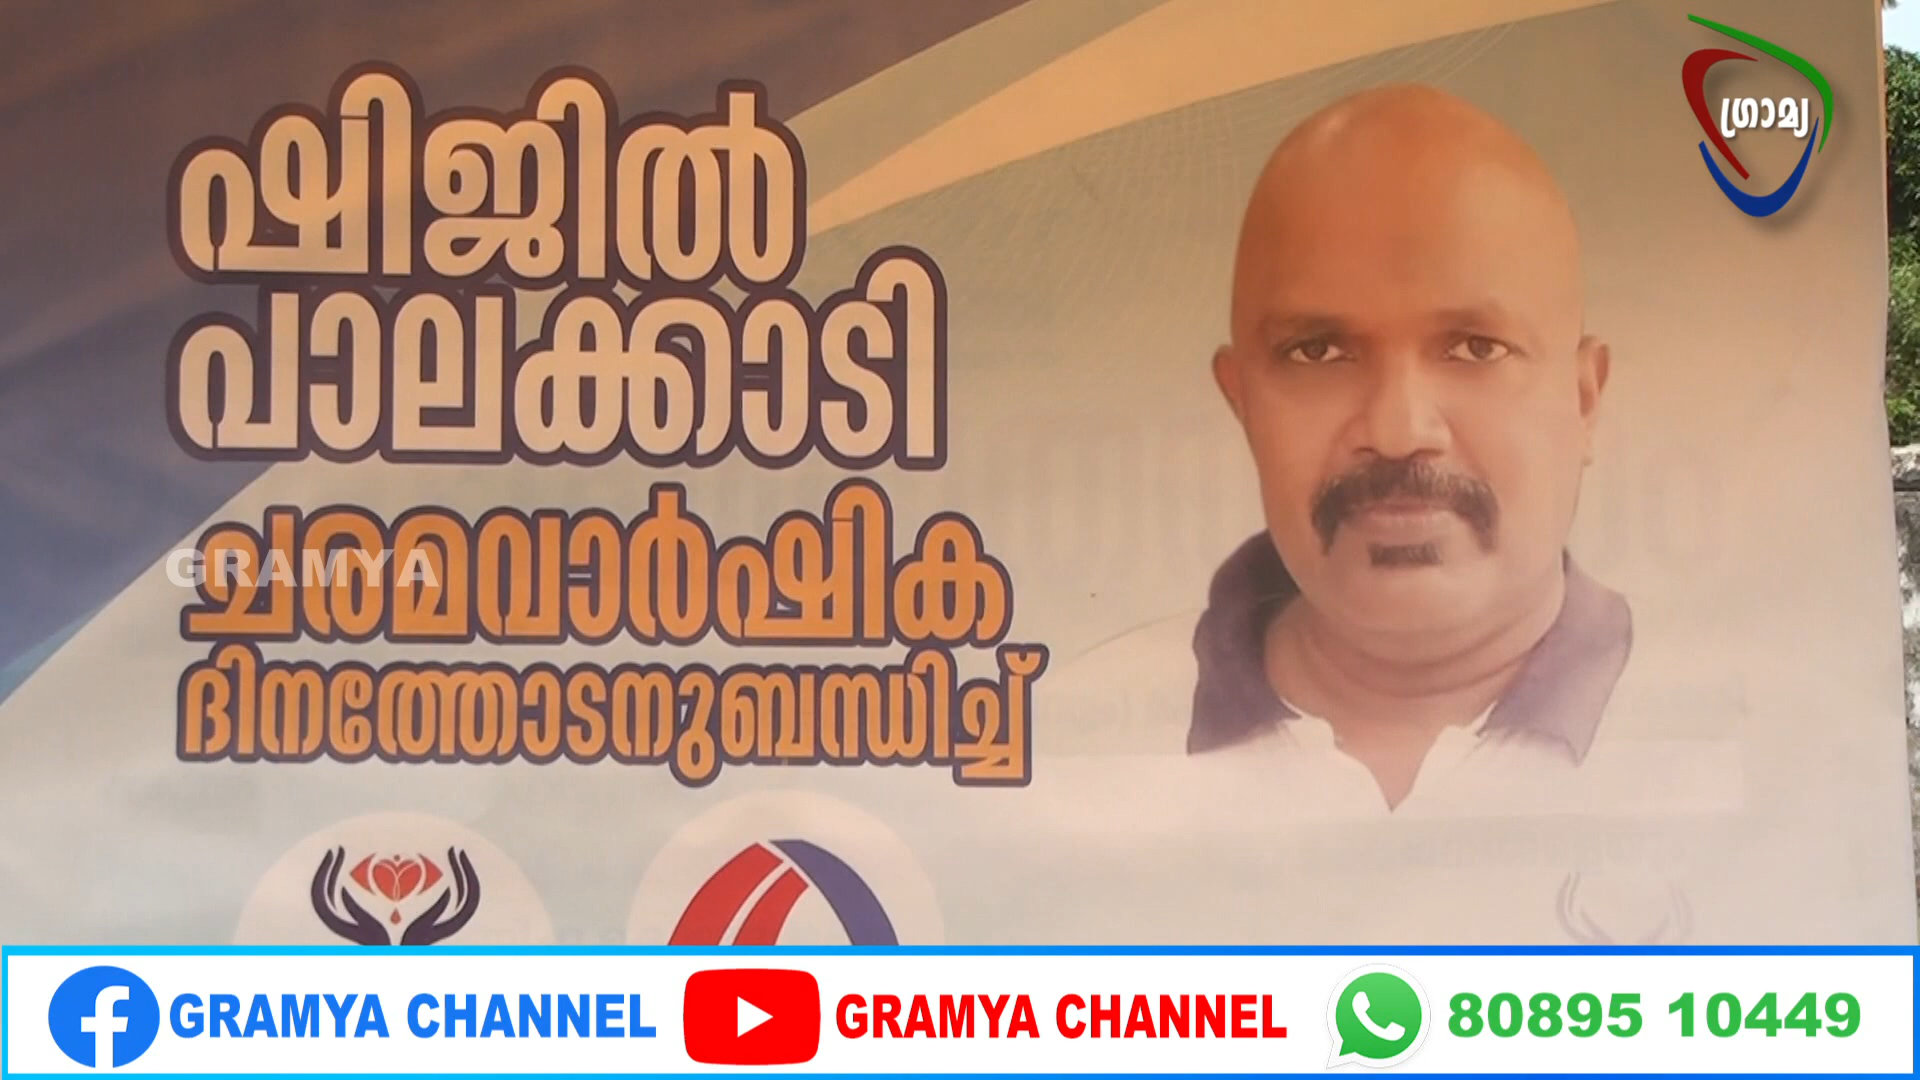 ഗ്രാമ്യ
ഷിജിൽ
പാലക്കാടി
ചരമവാർഷിക
ദിനത്തോടനുബന്ധിച്ച്
GRAMYA
GRAMYA CHANNEL
GRAMYA CHANNEL
80895 10449